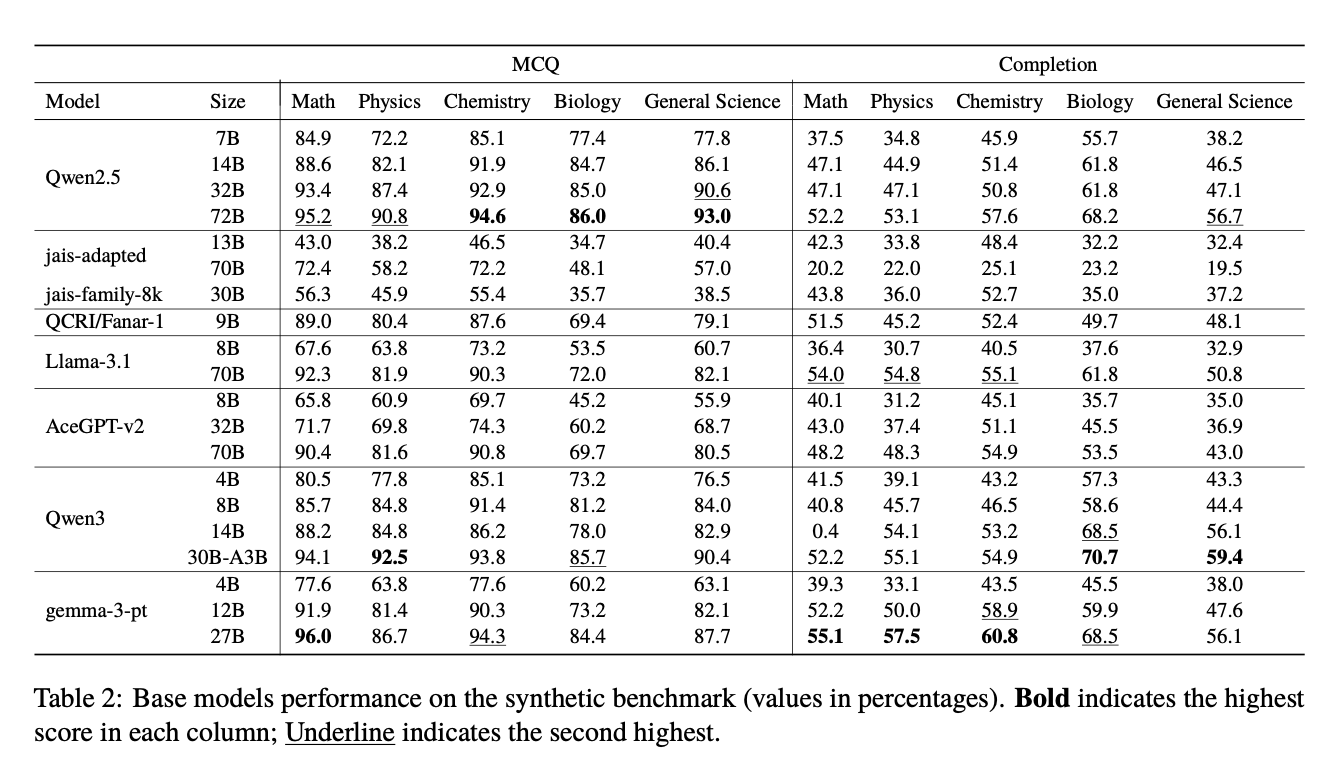 MCQ Completion
Model Size Math Physics Chemistry Biology General Science Math Physics Chemistry Biology General Science
7B 84.9 72.2 85.1 77.4 77.8 37.5 34.8 45.9 55.7 38.2
14B 88.6 82.1 91.9 84.7 86.1 47.1 44.9 51.4 61.8 46.5
Qwen2.5
32B 93.4 87.4 92.9 85.0 90.6 47.1 47.1 50.8 61.8 47.1
72B 95.2 90.8 94.6 86.0 93.0 52.2 53.1 57.6 68.2 56.7
13B 43.0 38.2 46.5 34.7 40.4 42.3 33.8 48.4 32.2 32.4
jais-adapted
70B 72.4 58.2 72.2 48.1 57.0 20.2 22.0 25.1 23.2 19.5
jais-family-8k 30B 56.3 45.9 55.4 35.7 38.5 43.8 36.0 52.7 35.0 37.2
QCRI/Fanar-1 9B 89.0 80.4 87.6 69.4 79.1 51.5 45.2 52.4 49.7 48.1
8B 67.6 63.8 73.2 53.5 60.7 36.4 30.7 40.5 37.6 32.9
Llama-3.1
70B 92.3 81.9 90.3 72.0 82.1 54.0 54.8 55.1 61.8 50.8
8B 65.8 60.9 69.7 45.2 55.9 40.1 31.2 45.1 35.7 35.0
AceGPT-v2 32B 71.7 69.8 74.3 60.2 68.7 43.0 37.4 51.1 45.5 36.9
70B 90.4 81.6 90.8 69.7 80.5 48.2 48.3 54.9 53.5 43.0
4B 80.5 77.8 85.1 73.2 76.5 41.5 39.1 43.2 57.3 43.3
8B 85.7 84.8 91.4 81.2 84.0 40.8 45.7 46.5 58.6 44.4
Qwen3
14B 88.2 84.8 86.2 78.0 82.9 0.4 54.1 53.2 68.5 56.1
30B-A3B 94.1 92.5 93.8 85.7 90.4 52.2 55.1 54.9 70.7 59.4
4B 77.6 63.8 77.6 60.2 63.1 39.3 33.1 43.5 45.5 38.0
gemma-3-pt 12B 91.9 81.4 90.3 73.2 82.1 52.2 50.0 58.9 59.9 47.6
27B 96.0 86.7 94.3 84.4 87.7 55.1 57.5 60.8 68.5 56.1
Table 2: Base models performance on the synthetic benchmark (values in percentages). Bold indicates the highest
score in each column; Underline indicates the second highest.